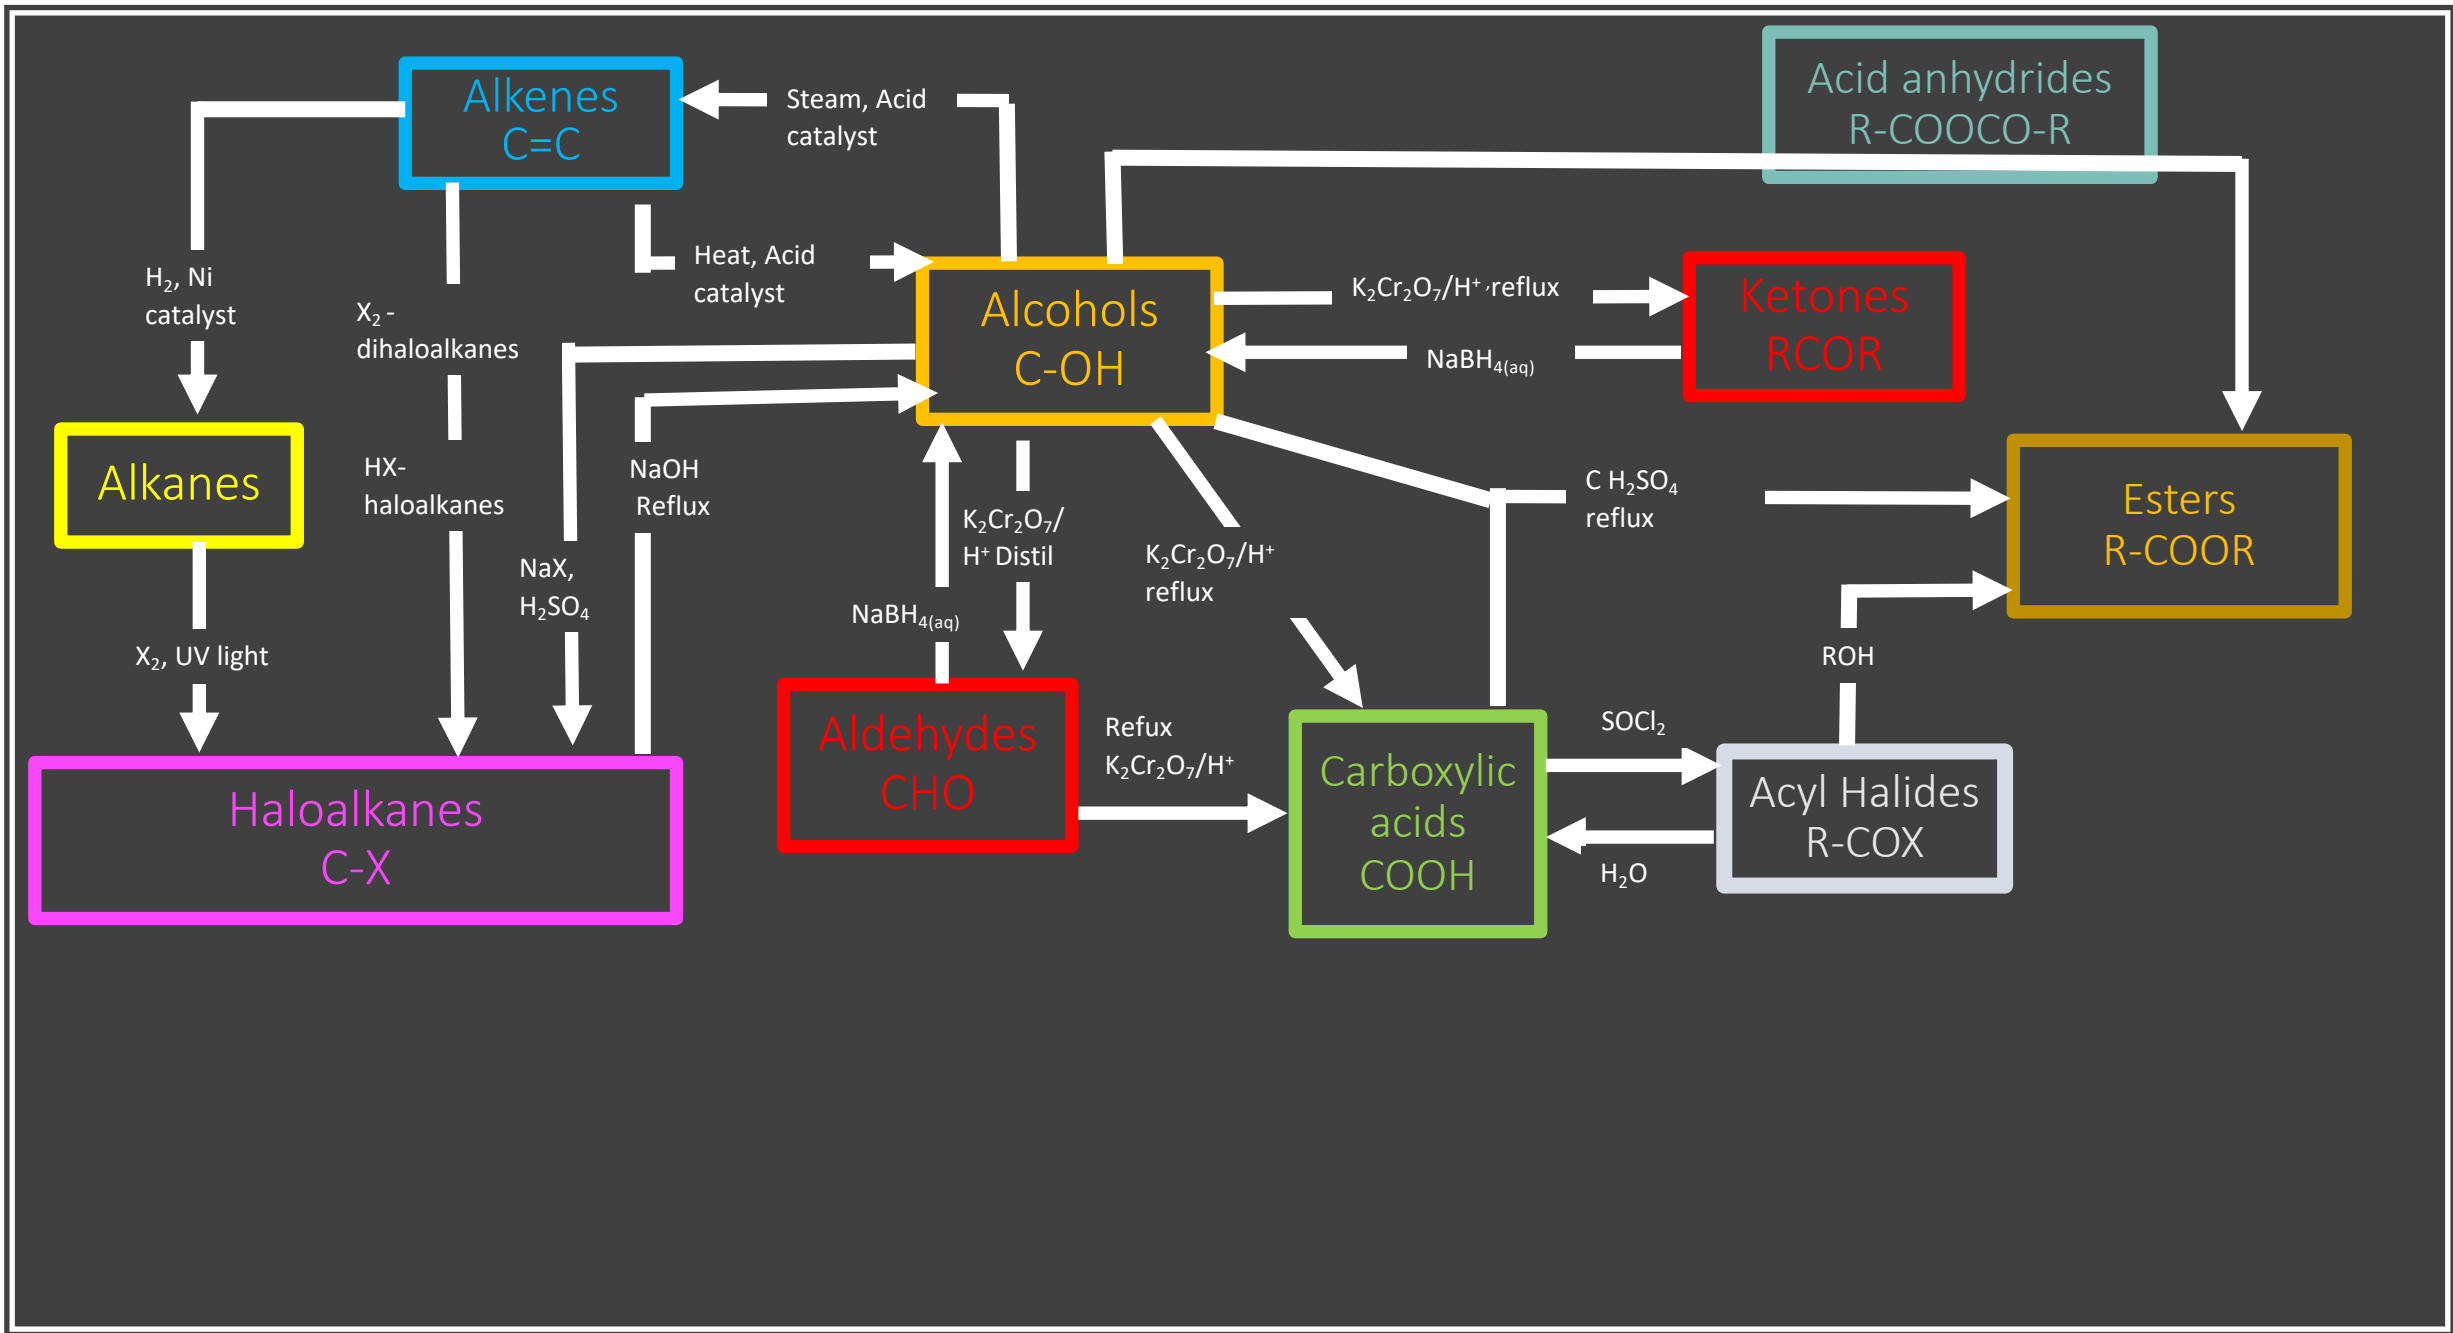 Alkenes
C=C
Steam, Acid
catalyst
Acid anhydrides
R-COOCO-R
H₂, Ni
catalyst
Heat, Acid
catalyst
X₂ -
dihaloalkanes
Alcohols
C-OH
K₂Cr₂O₇/H⁺ ,reflux
NaBH₄(aq)
Ketones
RCOR
Alkanes
HX-
haloalkanes
NaOH
Reflux
K₂Cr₂O₇/
H⁺ Distil
K₂Cr₂O₇/H⁺
reflux
C H₂SO₄
reflux
Esters
R-COOR
NaX,
H₂SO₄
NaBH₄(aq)
X₂, UV light
ROH
Aldehydes
CHO
Refux
K₂Cr₂O₇/H⁺
SOCl₂
Carboxylic
acids
COOH
Acyl Halides
R-COX
H₂O
Haloalkanes
C-X